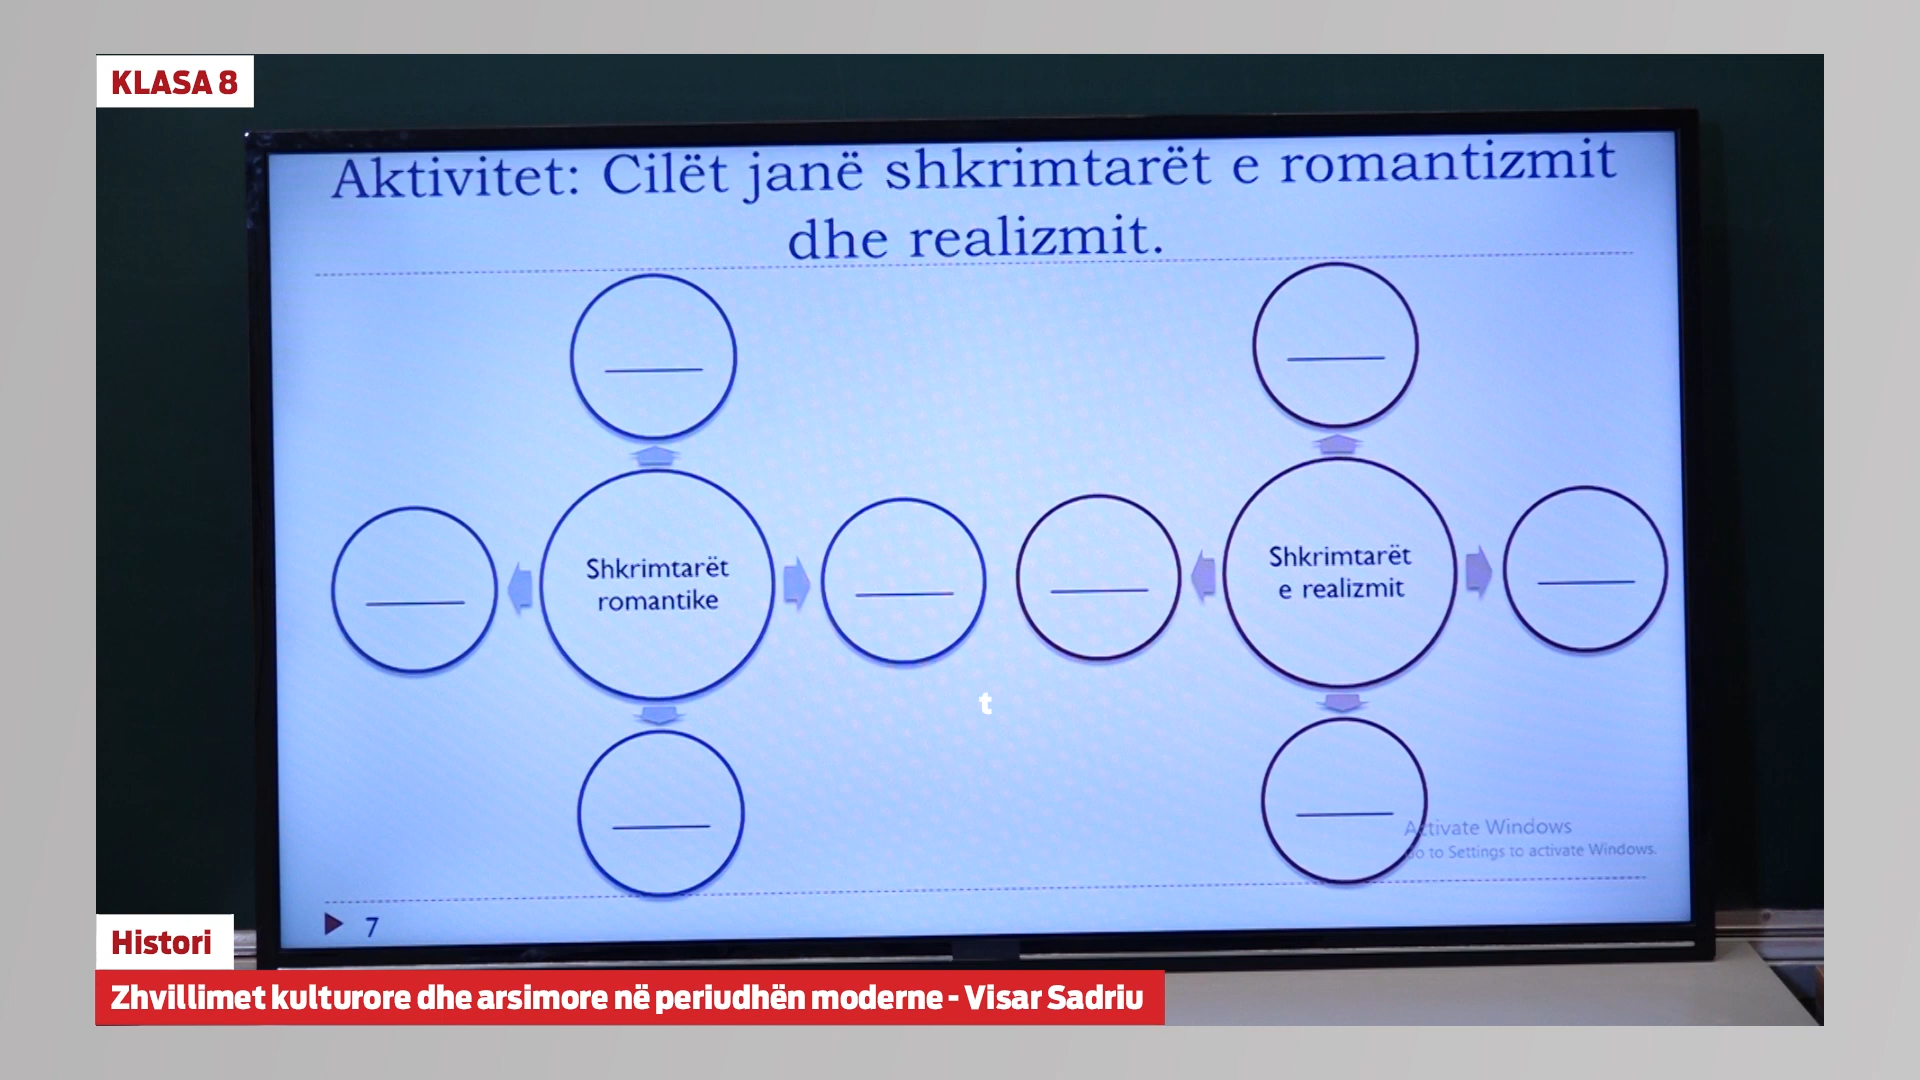 KLASA 8
Aktivitet: Cilët janë shkrimtarët e romantizmit
dhe realizmit.
Shkrimtarët
romantike
Shkrimtarët
e realizmit
t
Activate Windows
Go to Settings to activate Windows.
7
Histori
Zhvillimet kulturore dhe arsimore në periudhën moderne - Visar Sadriu